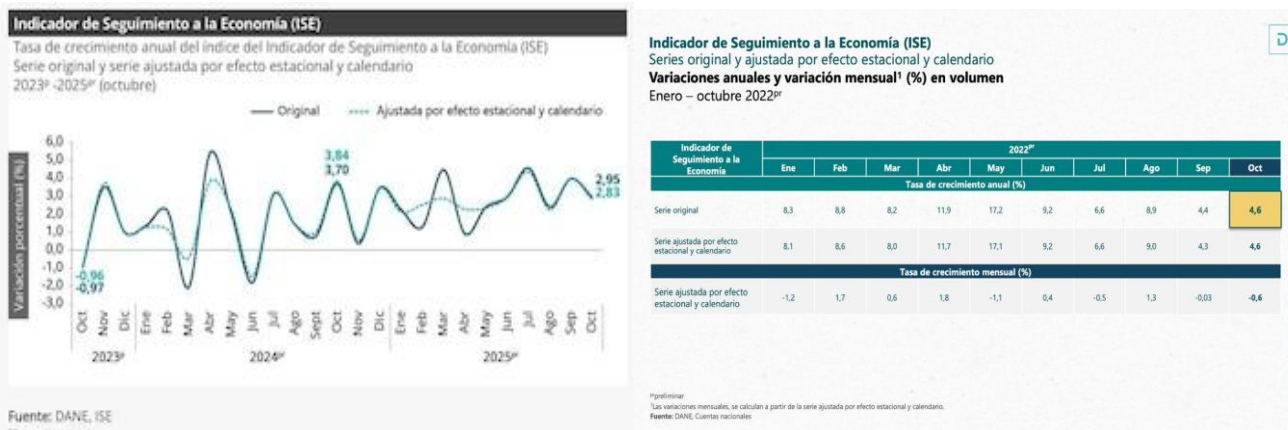 Indicador de Seguimiento a la Economía (ISE)
Tasa de crecimiento anual del índice del Indicador de Seguimiento a la Economía (ISE)
Serie original y serie ajustada por efecto estacional y calendario
2023ᵖ -2025ᵖʳ (octubre)
Original Ajustada por efecto estacional y calendario
Variación porcentual (%)
6,0
5,0
4,0
3,0
2,0
1,0
0,0
-1,0
-2,0
-3,0
3,84
3,70
2,95
2,83
-0,96
-0,97
Oct Nov Dic Ene Feb Mar Abr May Jun Jul Ago Sept Oct Nov Dic Ene Feb Mar Abr May Jun Jul Ago Sep Oct
2023ᵖ 2024ᵖʳ 2025ᵖʳ
Fuente: DANE, ISE
D
Indicador de Seguimiento a la Economía (ISE)
Series original y ajustada por efecto estacional y calendario
Variaciones anuales y variación mensual¹ (%) en volumen
Enero – octubre 2022ᵖʳ
Indicador de
Seguimiento a la
Economía
2022ᵖʳ
Ene Feb Mar Abr May Jun Jul Ago Sep Oct
Tasa de crecimiento anual (%)
Serie original 8,3 8,8 8,2 11,9 17,2 9,2 6,6 8,9 4,4 4,6
Serie ajustada por efecto
estacional y calendario 8,1 8,6 8,0 11,7 17,1 9,2 6,6 9,0 4,3 4,6
Tasa de crecimiento mensual (%)
Serie ajustada por efecto
estacional y calendario -1,2 1,7 0,6 1,8 -1,1 0,4 -0,5 1,3 -0,03 -0,6
ᵖʳpreliminar
¹Las variaciones mensuales, se calculan a partir de la serie ajustada por efecto estacional y calendario.
Fuente: DANE, Cuentas nacionales